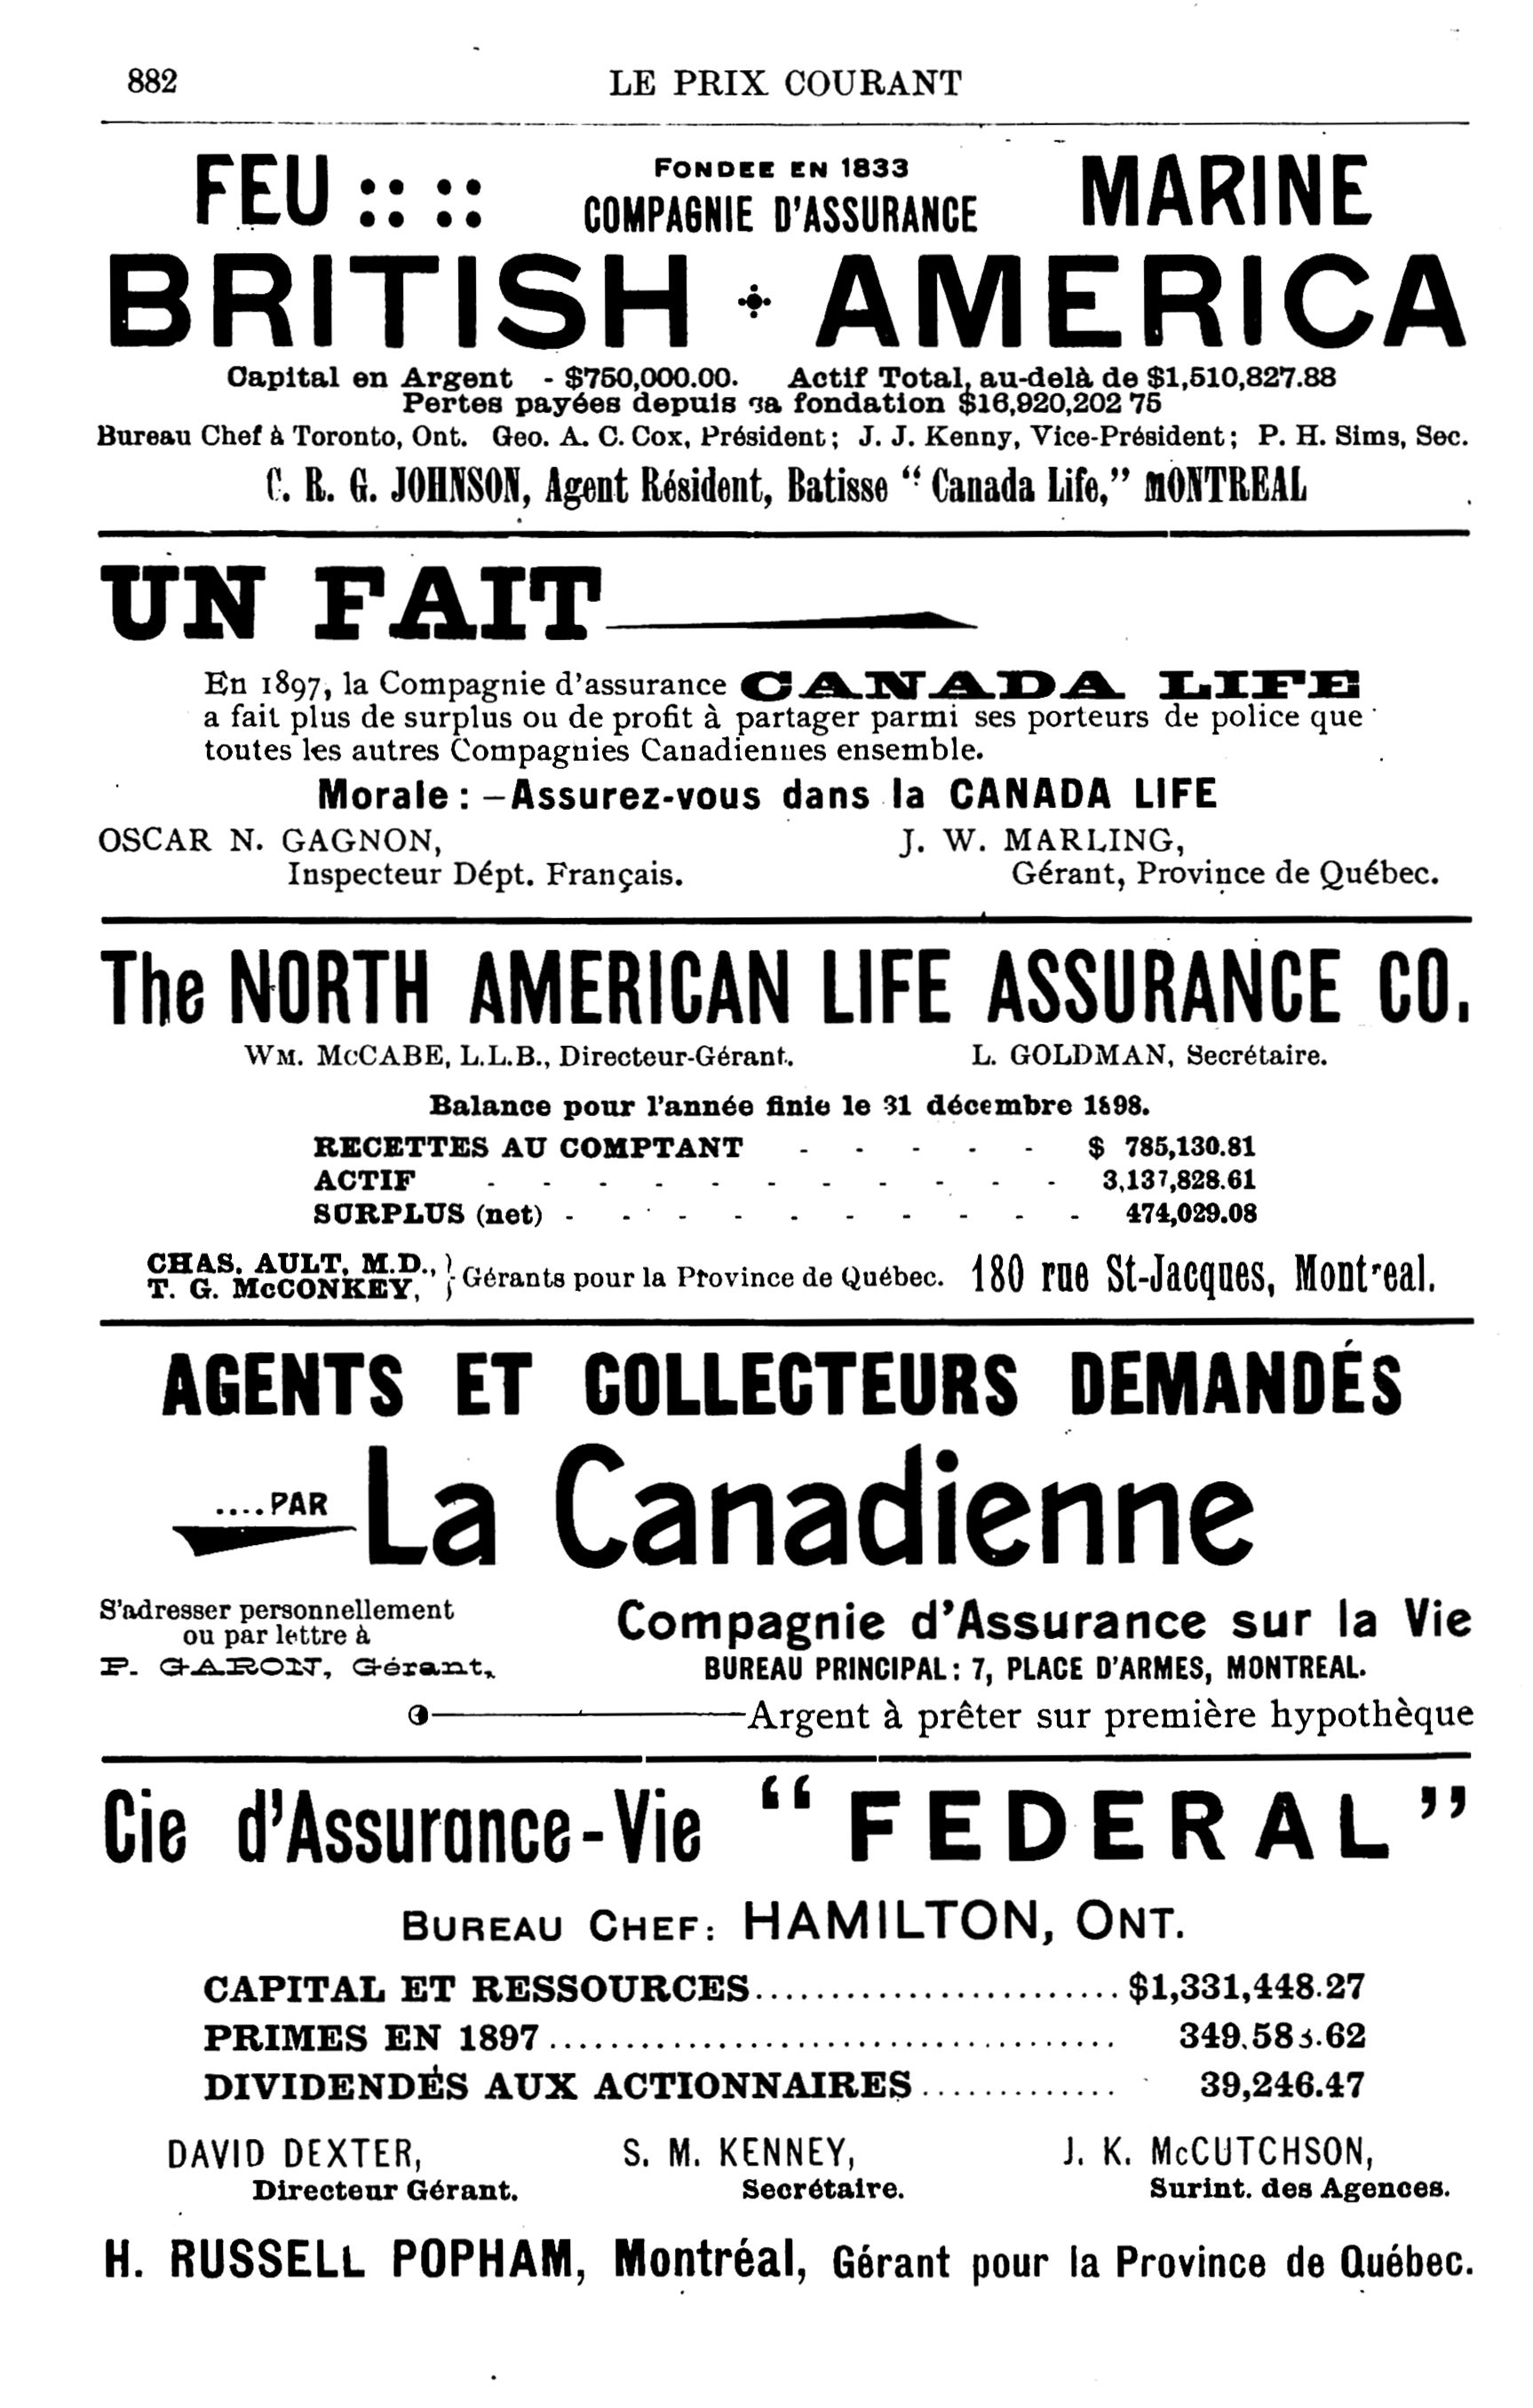 882
LE PRIX COURANT
FEU :: ::
FONDEE EN 1833
COMPAGNIE D'ASSURANCE
MARINE
BRITISH AMERICA
Capital en Argent - $750,000.00. Actif Total, au-delà de $1,510,827.88
Pertes payées depuis sa fondation $16,920,202 75
Bureau Chef à Toronto, Ont. Geo. A. C. Cox, Président; J. J. Kenny, Vice-Président; P. H. Sims, Sec.
C. R. G. JOHNSON, Agent Résident, Batisse "Canada Life," MONTREAL
UN FAIT
En 1897, la Compagnie d'assurance CANADA LIFE
a fait plus de surplus ou de profit à partager parmi ses porteurs de police que
toutes les autres Compagnies Canadiennes ensemble.
Morale: —Assurez-vous dans la CANADA LIFE
OSCAR N. GAGNON,
Inspecteur Dépt. Français.
J. W. MARLING,
Gérant, Province de Québec.
The NORTH AMERICAN LIFE ASSURANCE CO.
WM. McCABE, L.L.B., Directeur-Gérant. L. GOLDMAN, Secrétaire.
Balance pour l'année finie le 31 décembre 1898.
RECETTES AU COMPTANT - - - - - $ 785,130.81
ACTIF - - - - - - - - - - - 3,137,828.61
SURPLUS (net) - - - - - - - - - - 474,029.08
CHAS. AULT, M.D.,
T. G. McCONKEY,
} Gérants pour la Province de Québec. 180 rue St-Jacques, Montreal.
AGENTS ET COLLECTEURS DEMANDÉS
....PAR La Canadienne
S'adresser personnellement
ou par lettre à
P. GARON, Gérant,
Compagnie d'Assurance sur la Vie
BUREAU PRINCIPAL: 7, PLACE D'ARMES, MONTREAL.
Argent à prêter sur première hypothèque
Cie d'Assurance-Vie "FEDERAL"
BUREAU CHEF: HAMILTON, ONT.
CAPITAL ET RESSOURCES........................ $1,331,448.27
PRIMES EN 1897.....................................
DIVIDENDÉS AUX ACTIONNAIRES............. 39,246.47
DAVID DEXTER,
Directeur Gérant.
S. M. KENNEY,
Secrétaire.
J. K. McCUTCHSON,
Surint. des Agences.
H. RUSSELL POPHAM, Montréal, Gérant pour la Province de Québec.